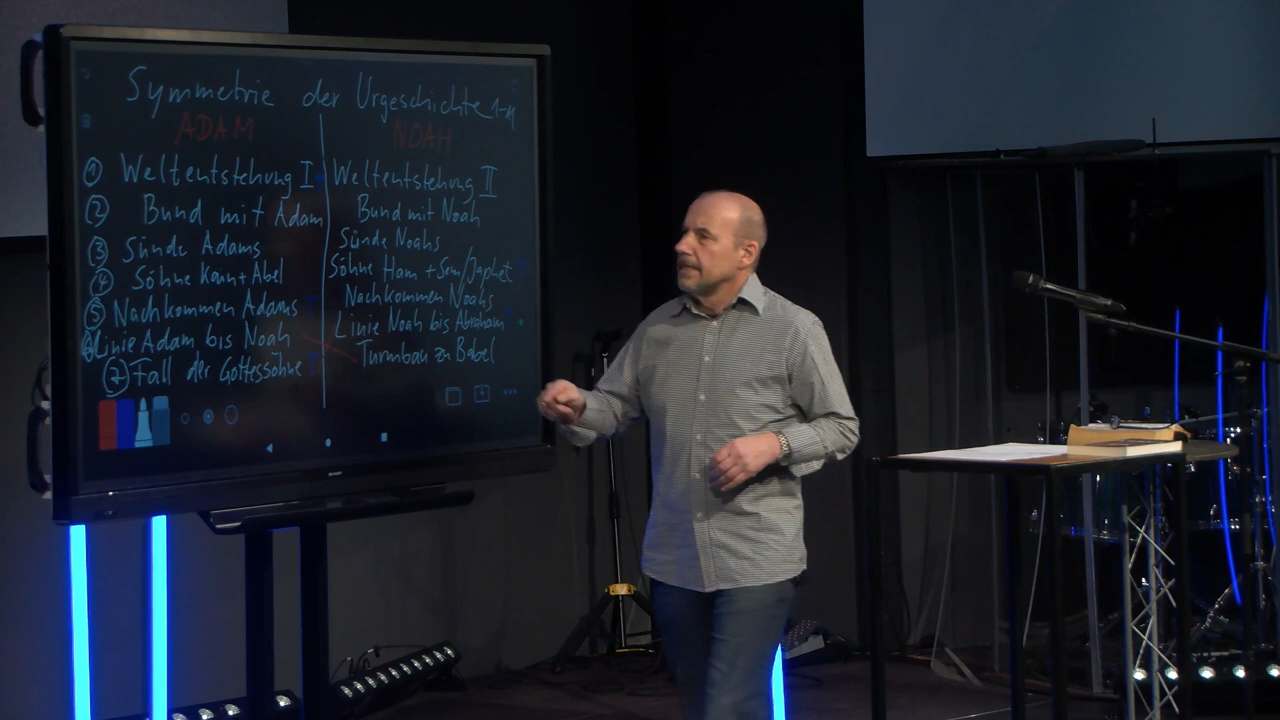 Symmetrie der Urgeschichte 1-11
ADAM NOAH
① Weltentstehung I Weltentstehung II
② Bund mit Adam Bund mit Noah
③ Sünde Adams Sünde Noahs
④ Söhne Kain + Abel Söhne Ham + Sem/Japhet
⑤ Nachkommen Adams Nachkommen Noahs
⑥ Linie Adam bis Noah Linie Noah bis Abraham
⑦ Fall der Gottessöhne Turmbau zu Babel